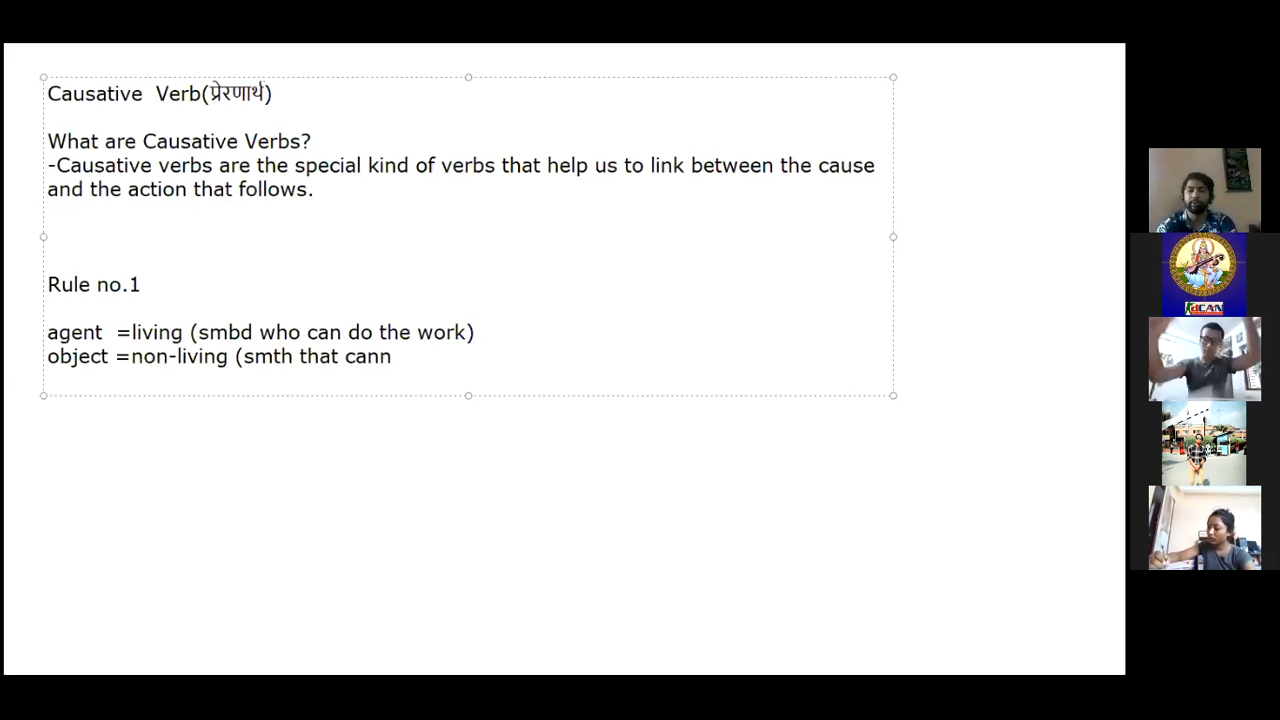 Causative Verb(प्रेरणार्थ)
What are Causative Verbs?
-Causative verbs are the special kind of verbs that help us to link between the cause
and the action that follows.
Rule no.1
agent =living (smbd who can do the work)
object =non-living (smth that cann